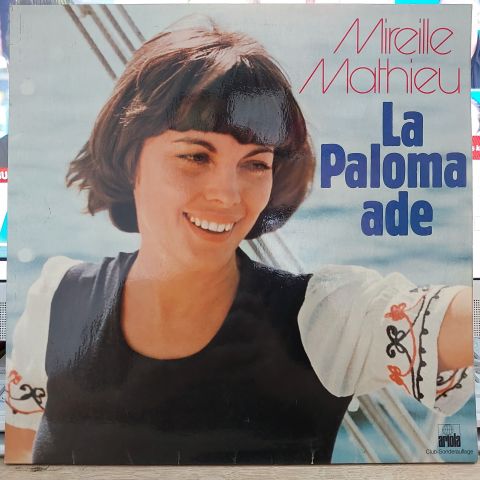 Mireille
Mathieu
La
Paloma
ade
ariola
Club-Sonderauflage